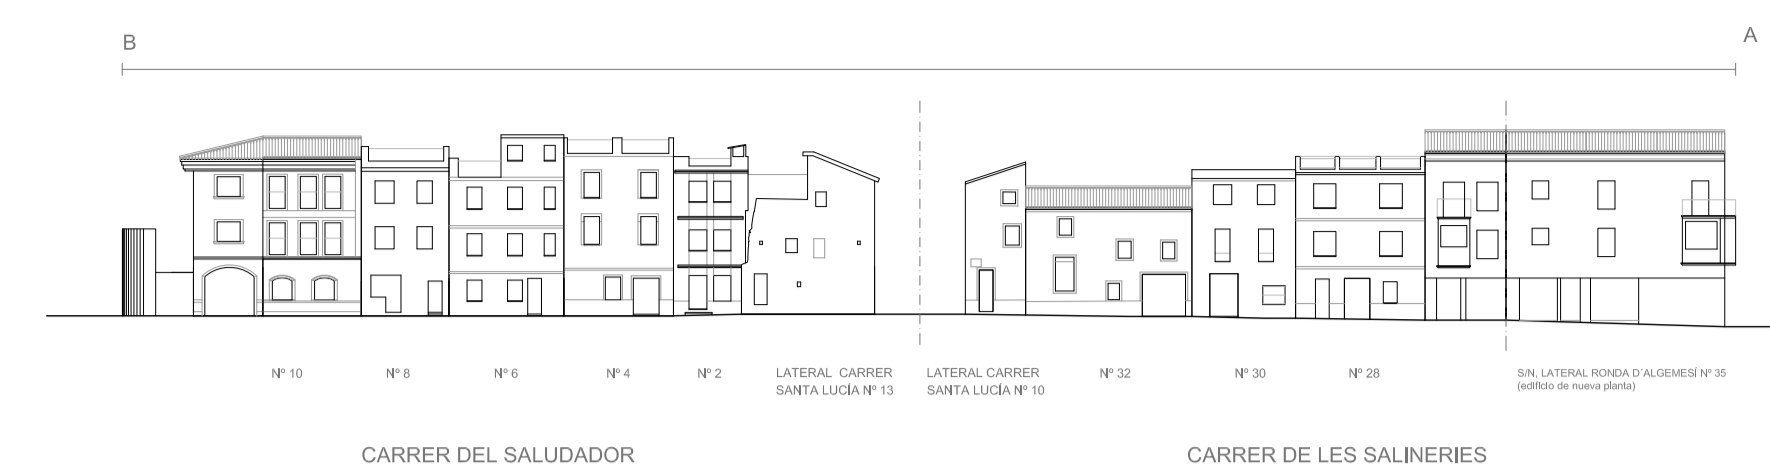 B
A
Nº 10
Nº 8
Nº 6
Nº 4
Nº 2
LATERAL CARRER
SANTA LUCÍA Nº 13
LATERAL CARRER
SANTA LUCÍA Nº 10
Nº 32
Nº 30
Nº 28
S/N, LATERAL RONDA D'ALGEMESÍ Nº 35
(edificio de nueva planta)
CARRER DEL SALUDADOR
CARRER DE LES SALINERIES